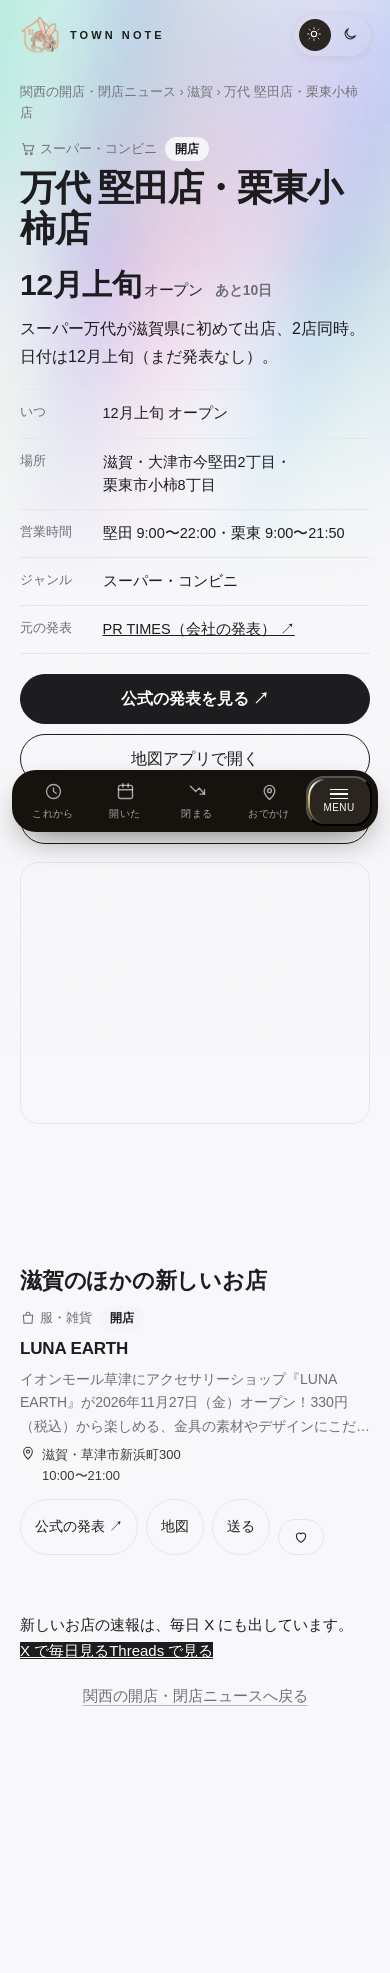 TOWN NOTE
関西の開店・閉店ニュース › 滋賀 › 万代 堅田店・栗東小柿
店
スーパー・コンビニ 開店
万代 堅田店・栗東小
柿店
12月上旬 オープン あと10日
スーパー万代が滋賀県に初めて出店、2店同時。
日付は12月上旬（まだ発表なし）。
いつ 12月上旬 オープン
場所 滋賀・大津市今堅田2丁目・
栗東市小柿8丁目
営業時間 堅田 9:00〜22:00・栗東 9:00〜21:50
ジャンル スーパー・コンビニ
元の発表 PR TIMES（会社の発表） ↗
公式の発表を見る ↗
地図アプリで開く
これから 開いた 閉まる おでかけ MENU
滋賀のほかの新しいお店
服・雑貨 開店
LUNA EARTH
イオンモール草津にアクセサリーショップ『LUNA
EARTH』が2026年11月27日（金）オープン！330円
（税込）から楽しめる、金具の素材やデザインにこだ…
滋賀・草津市新浜町300
10:00〜21:00
公式の発表 ↗ 地図 送る
新しいお店の速報は、毎日 X にも出しています。
X で毎日見るThreads で見る
関西の開店・閉店ニュースへ戻る